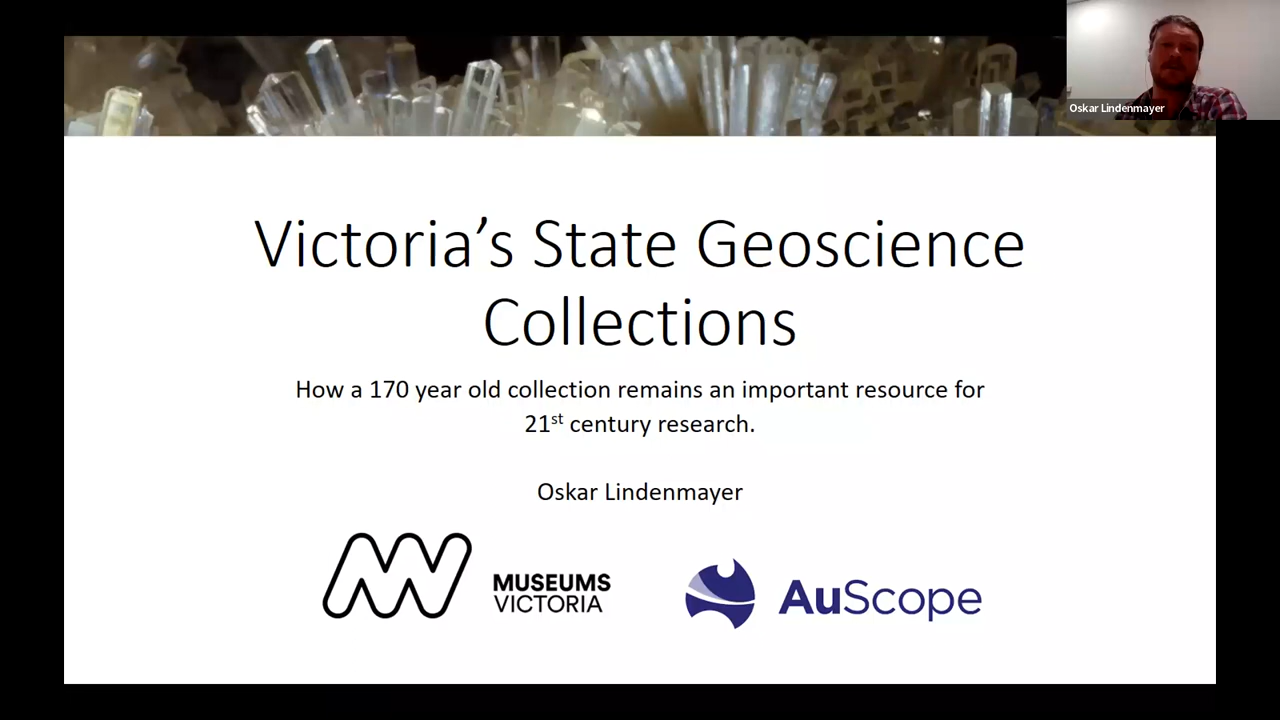 Oskar Lindenmayer
Victoria's State Geoscience
Collections
How a 170 year old collection remains an important resource for
21st century research.
Oskar Lindenmayer
MUSEUMS
VICTORIA
AuScope